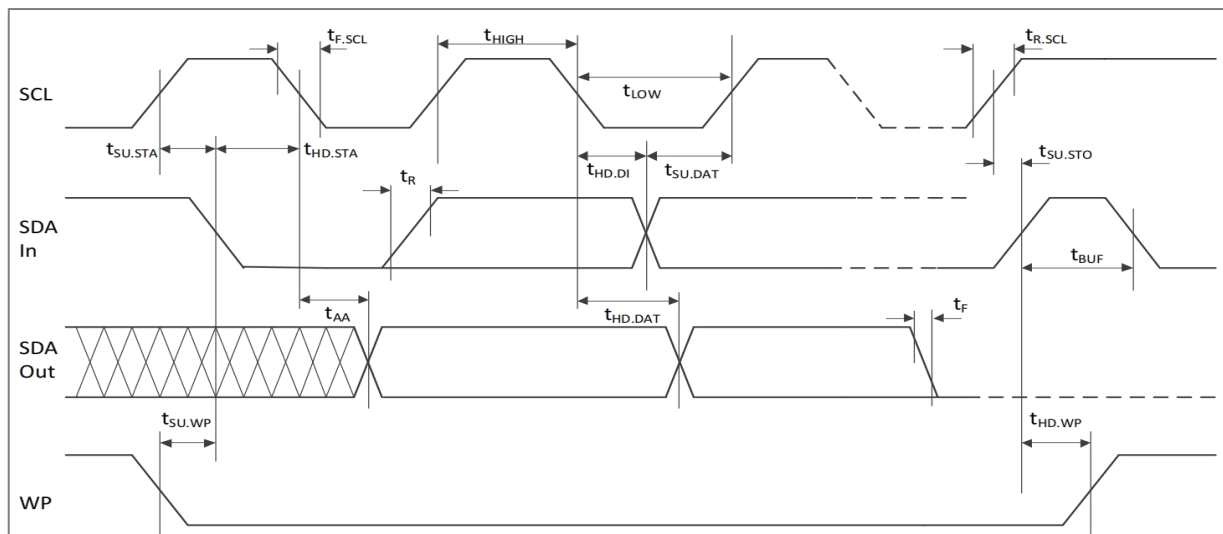 tF.SCL
tHIGH
tR.SCL
SCL
tLOW
tSU.STA
tHD.STA
tHD.DI
tSU.DAT
tSU.STO
tR
SDA
In
tBUF
tAA
tHD.DAT
tF
SDA
Out
tSU.WP
tHD.WP
WP